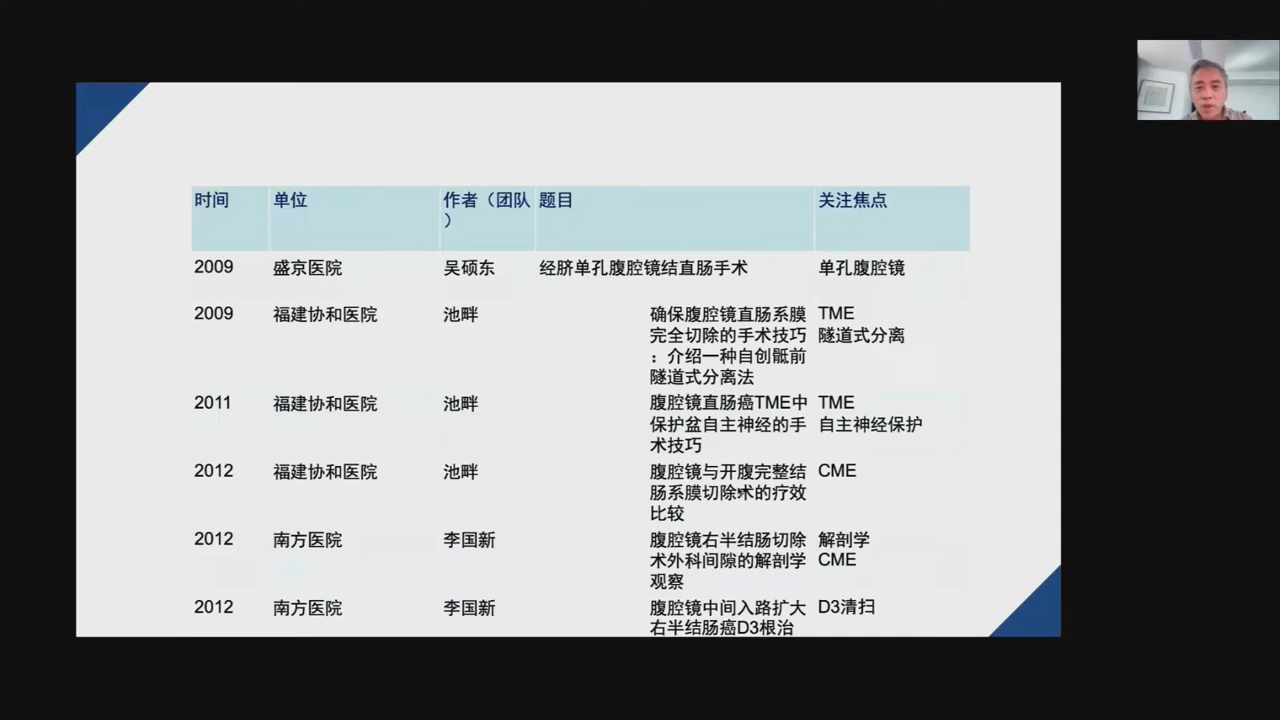 时间 单位 作者（团队 题目 关注焦点
）
2009 盛京医院 吴硕东 经脐单孔腹腔镜结直肠手术 单孔腹腔镜
2009 福建协和医院 池畔 确保腹腔镜直肠系膜 TME
完全切除的手术技巧 隧道式分离
：介绍一种自创骶前
隧道式分离法
2011 福建协和医院 池畔 腹腔镜直肠癌TME中 TME
保护盆自主神经的手 自主神经保护
术技巧
2012 福建协和医院 池畔 腹腔镜与开腹完整结 CME
肠系膜切除术的疗效
比较
2012 南方医院 李国新 腹腔镜右半结肠切除 解剖学
术外科间隙的解剖学 CME
观察
2012 南方医院 李国新 腹腔镜中间入路扩大 D3清扫
右半结肠癌D3根治